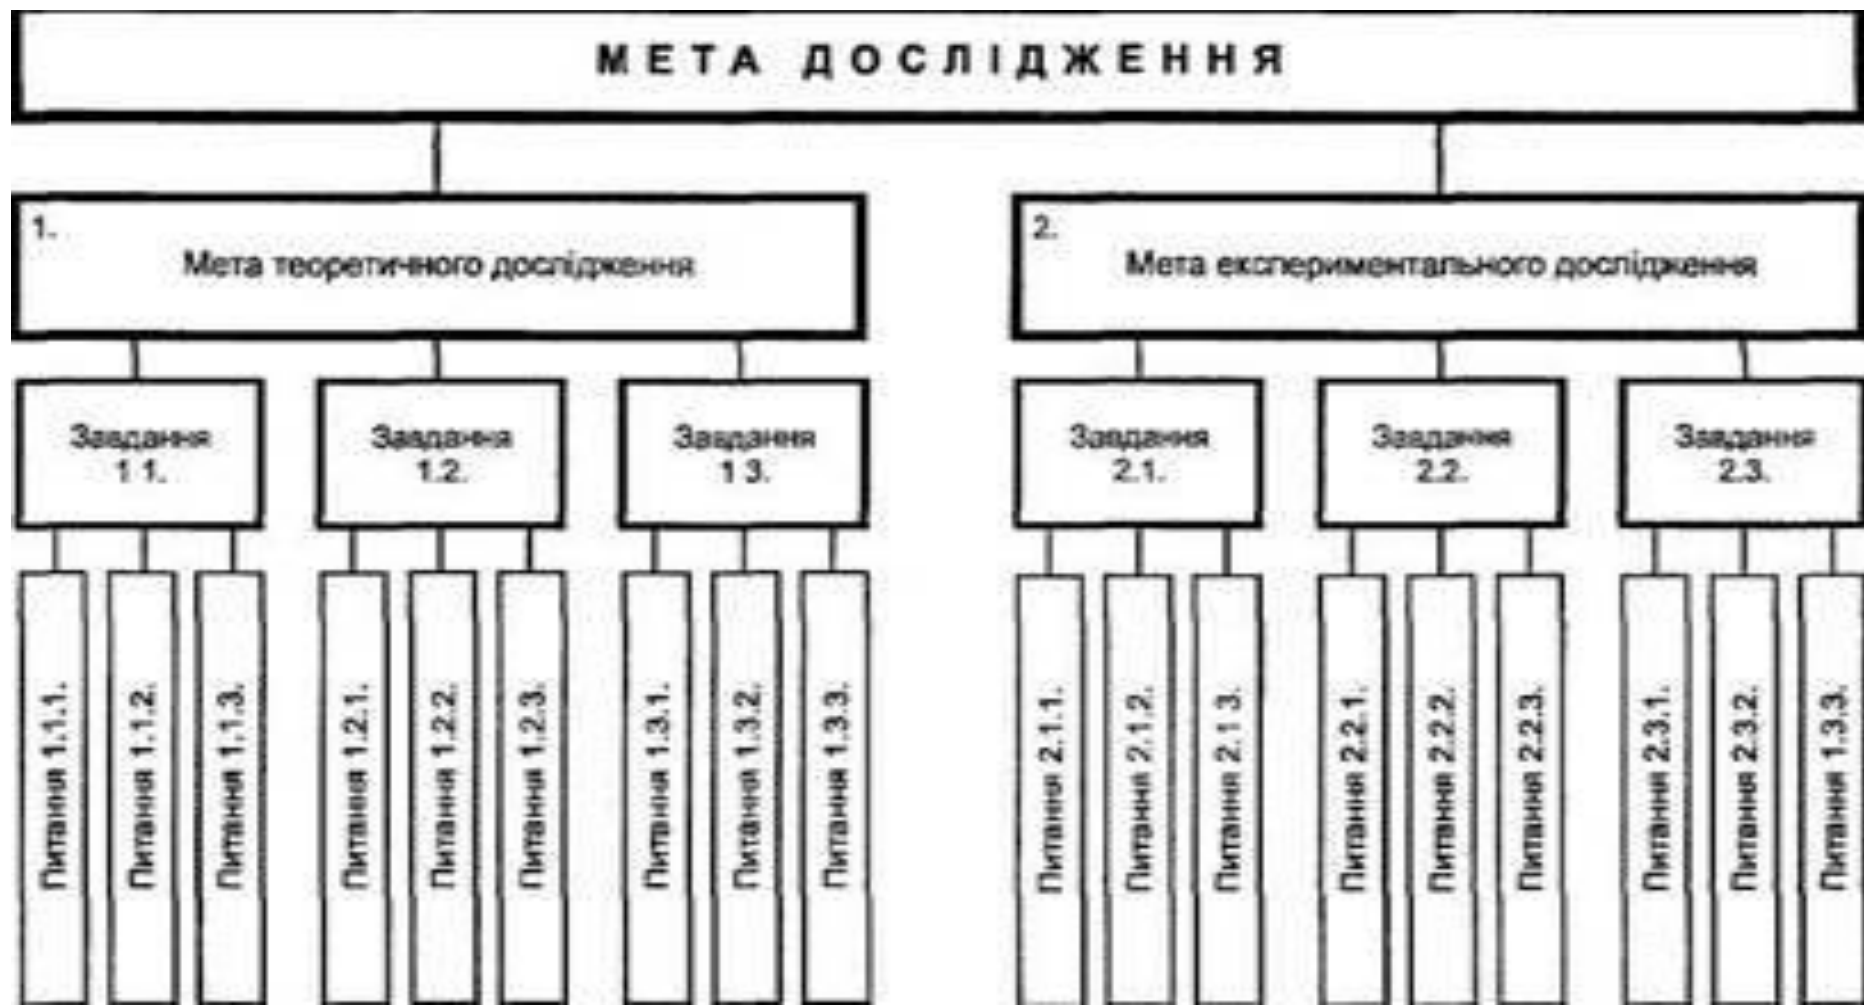 МЕТА ДОСЛІДЖЕННЯ
1.
Мета теоретичного дослідження
2.
Мета експериментального дослідження
Завдання
1 1.
Завдання
1.2.
Завдання
1 3.
Завдання
2.1.
Завдання
2.2.
Завдання
2.3.
Питання 1.1.1.
Питання 1.1.2.
Питання 1.1.3.
Питання 1.2.1.
Питання 1.2.2.
Питання 1.2.3.
Питання 1.3.1.
Питання 1.3.2.
Питання 1.3.3.
Питання 2.1.1.
Питання 2.1.2.
Питання 2.1 3.
Питання 2.2.1.
Питання 2.2.2.
Питання 2.2.3.
Питання 2.3.1.
Питання 2.3.2.
Питання 1.3.3.